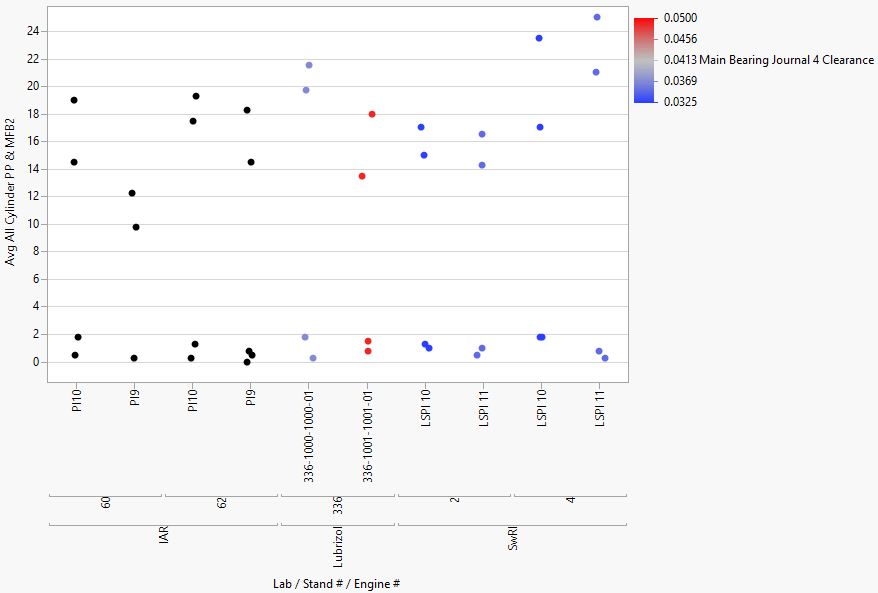 Avg All Cylinder PP & MFB2
24
22
20
18
16
14
12
10
8
6
4
2
0
0.0500
0.0456
0.0413
0.0369
0.0325
Main Bearing Journal 4 Clearance
PI10
PI9
PI10
PI9
336-1000-1000-01
336-1001-1001-01
LSPI 10
LSPI 11
LSPI 10
LSPI 11
60
62
336
2
4
IAR
Lubrizol
SwRI
Lab / Stand # / Engine #